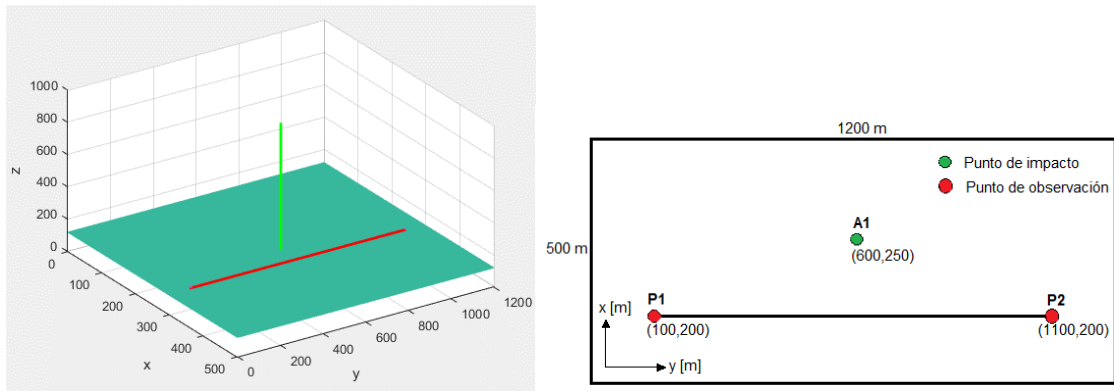 1000
800
600
400
200
0
z
0
100
200
300
400
500
x
0
200
400
600
800
1000
1200
y
1200 m
500 m
Punto de impacto
Punto de observación
A1
(600,250)
P1
(100,200)
P2
(1100,200)
x [m]
y [m]